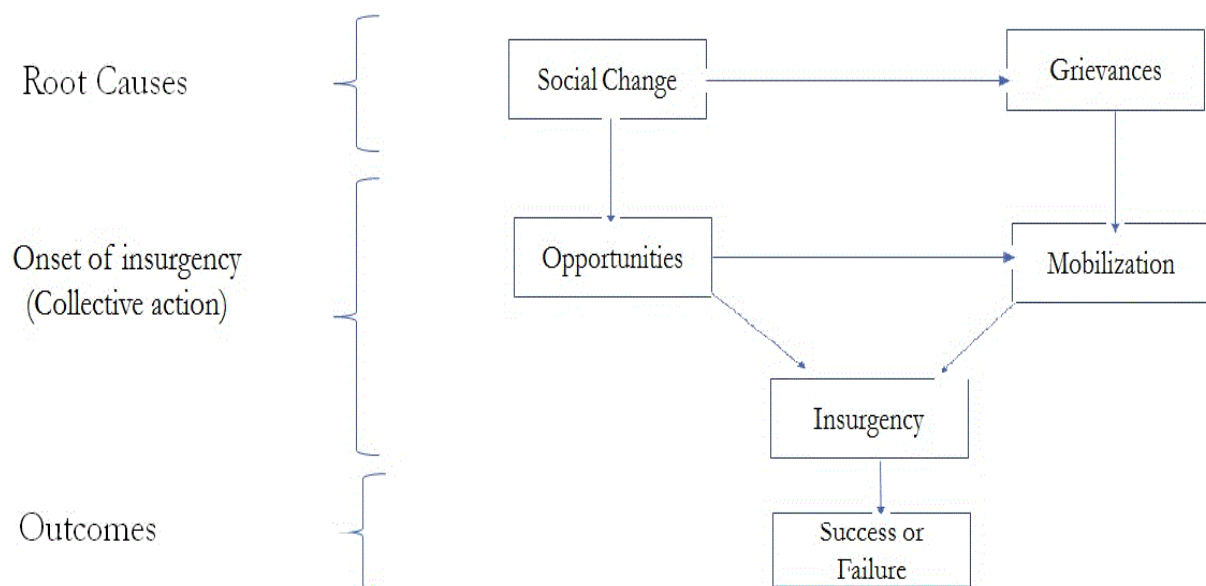 Root Causes
Social Change
Grievances
Onset of insurgency
(Collective action)
Opportunities
Mobilization
Insurgency
Outcomes
Success or
Failure